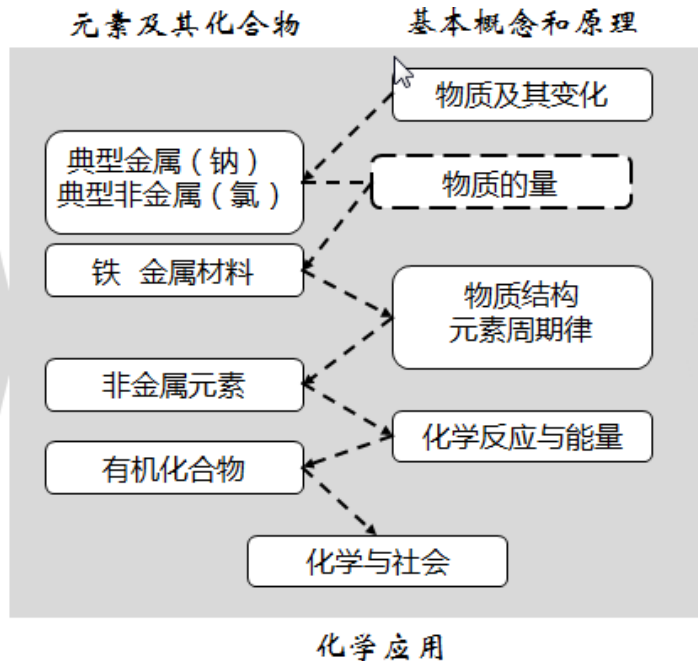 元素及其化合物
基本概念和原理
物质及其变化
典型金属（钠）
典型非金属（氯）
物质的量
铁 金属材料
物质结构
元素周期律
非金属元素
化学反应与能量
有机化合物
化学与社会
化学应用